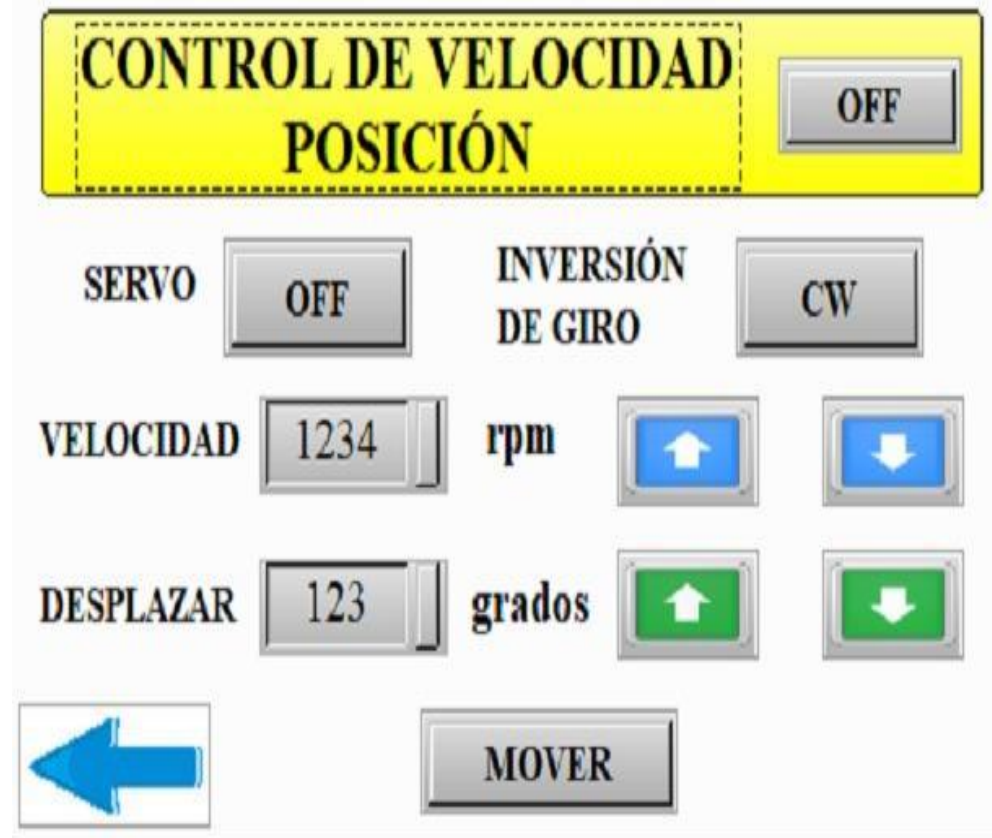 CONTROL DE VELOCIDAD
POSICIÓN
OFF
SERVO
OFF
INVERSIÓN
DE GIRO
CW
VELOCIDAD
1234
rpm
DESPLAZAR
123
grados
MOVER